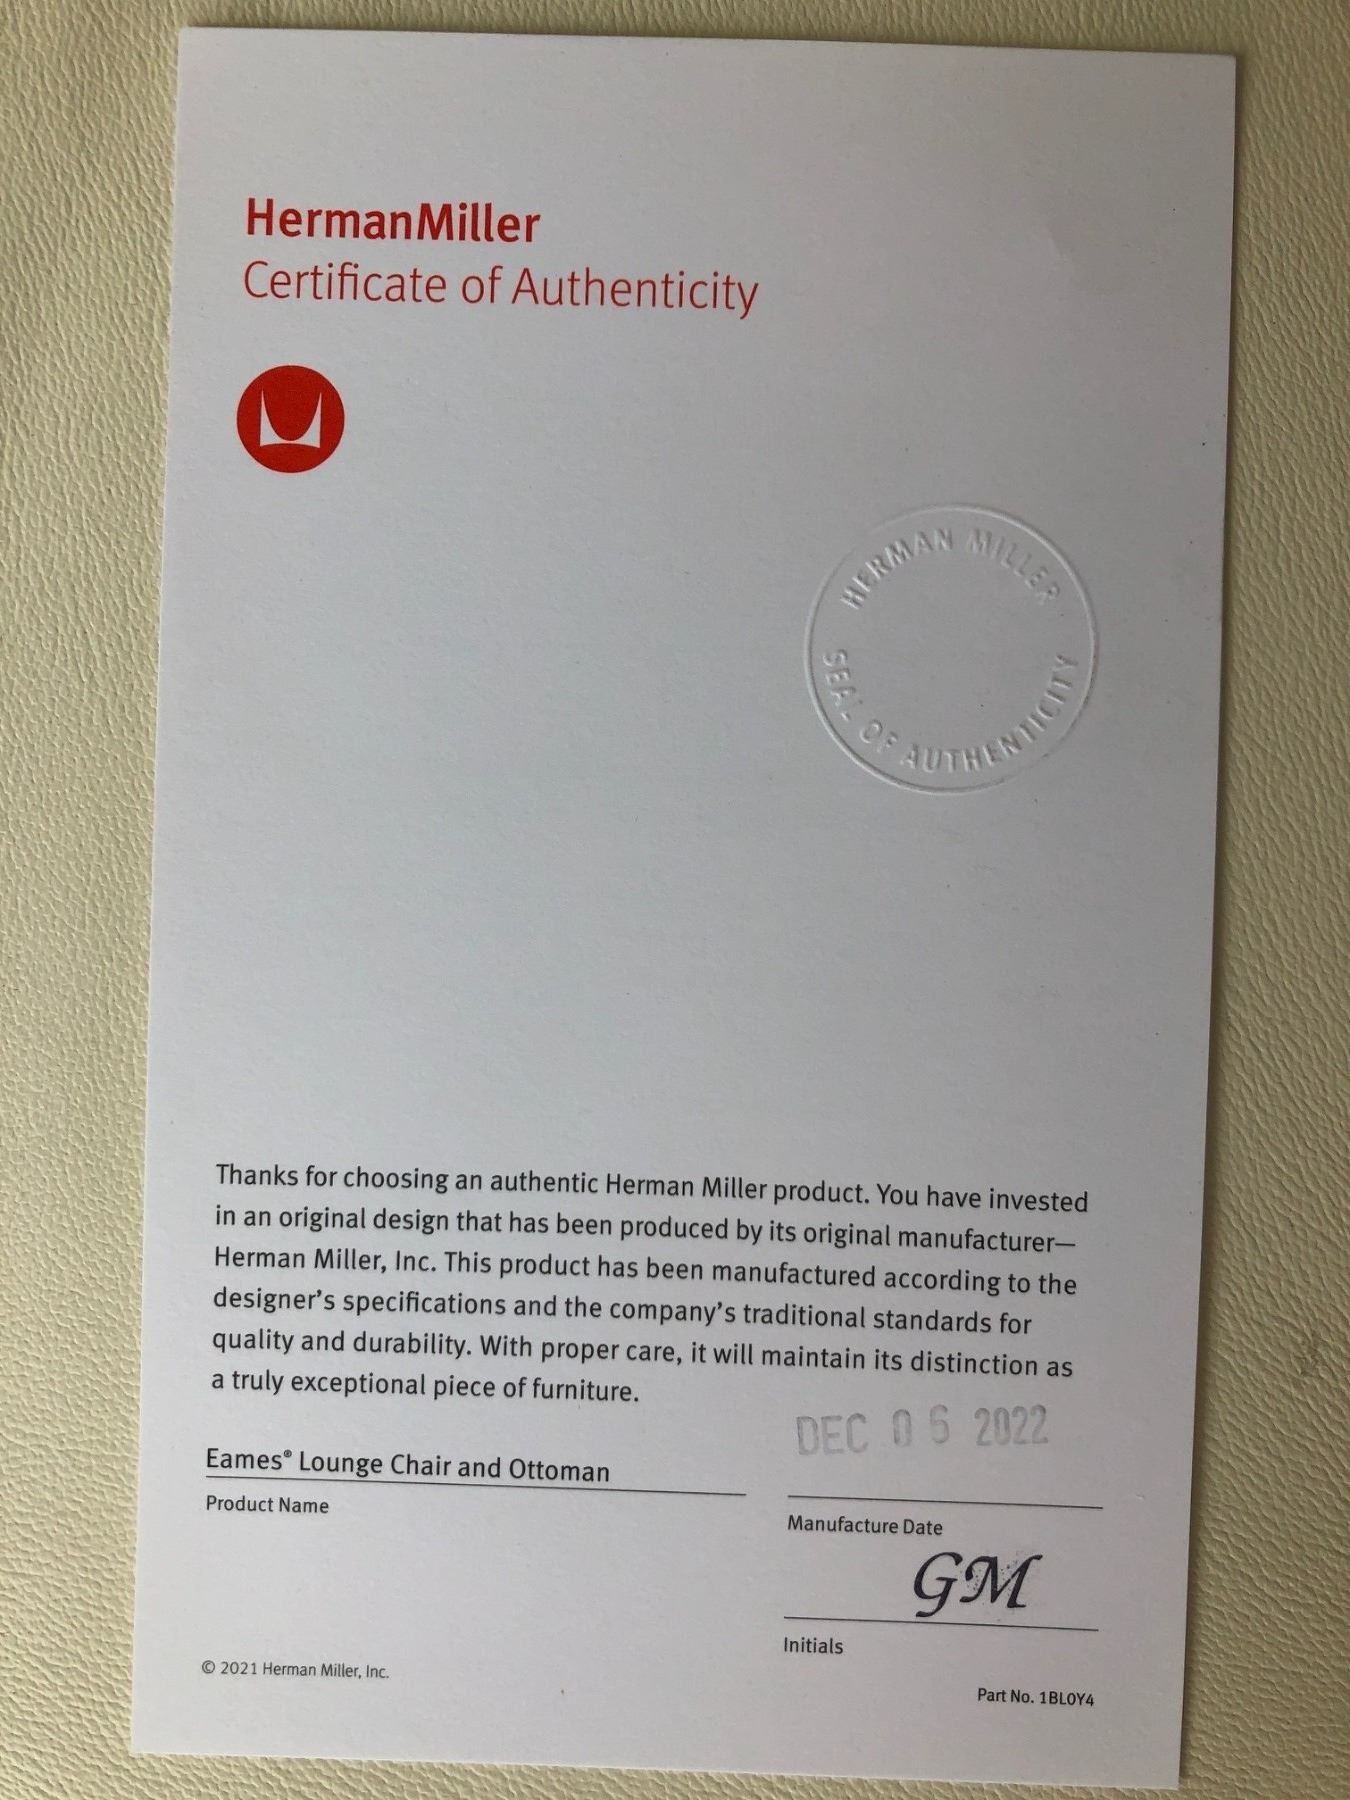 HermanMiller
Certificate of Authenticity
HERMAN MILLER
SEAL OF AUTHENTICITY
Thanks for choosing an authentic Herman Miller product. You have invested
in an original design that has been produced by its original manufacturer—
Herman Miller, Inc. This product has been manufactured according to the
designer’s specifications and the company’s traditional standards for
quality and durability. With proper care, it will maintain its distinction as
a truly exceptional piece of furniture.
DEC 06 2022
Eames® Lounge Chair and Ottoman
Product Name
Manufacture Date
GM
Initials
© 2021 Herman Miller, Inc.
Part No. 1BL0Y4